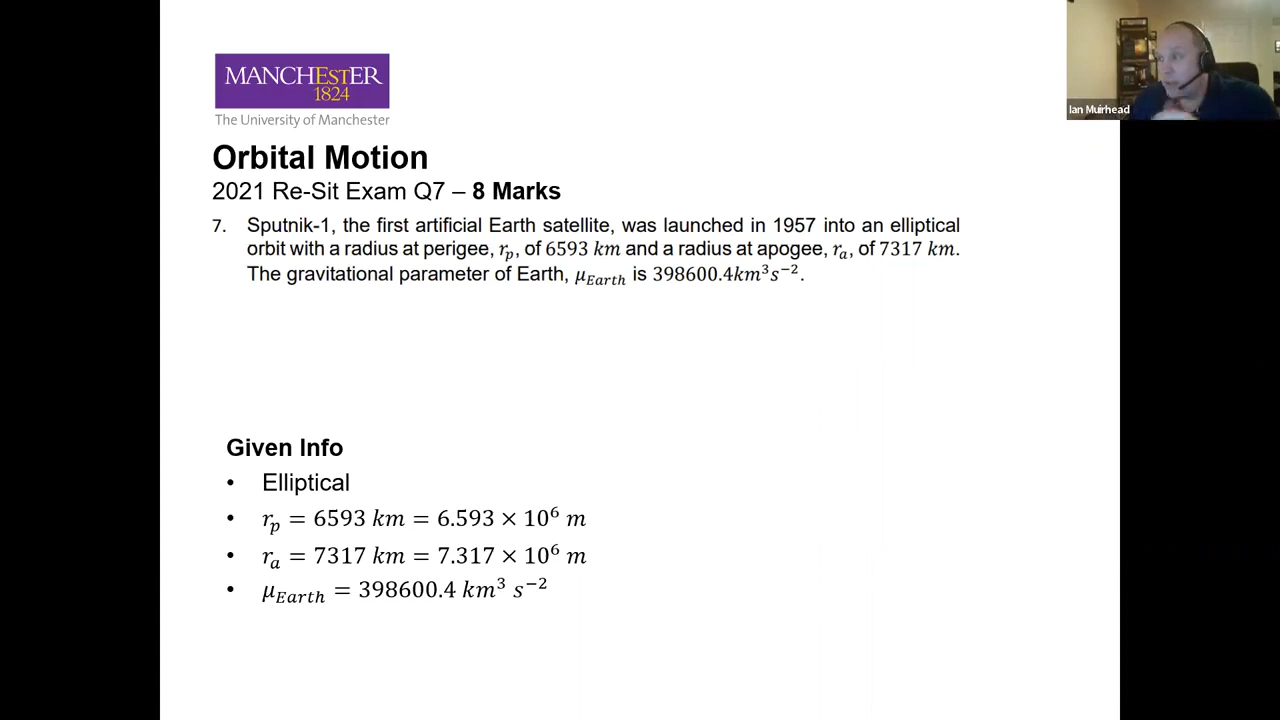 MANCHEsTER
1824
The University of Manchester
Ian Muirhead
Orbital Motion
2021 Re-Sit Exam Q7 – 8 Marks
7. Sputnik-1, the first artificial Earth satellite, was launched in 1957 into an elliptical
orbit with a radius at perigee, rₚ, of 6593 km and a radius at apogee, rₐ, of 7317 km.
The gravitational parameter of Earth, μ_Earth is 398600.4km³s⁻².
Given Info
• Elliptical
• rₚ = 6593 km = 6.593 × 10⁶ m
• rₐ = 7317 km = 7.317 × 10⁶ m
• μ_Earth = 398600.4 km³ s⁻²